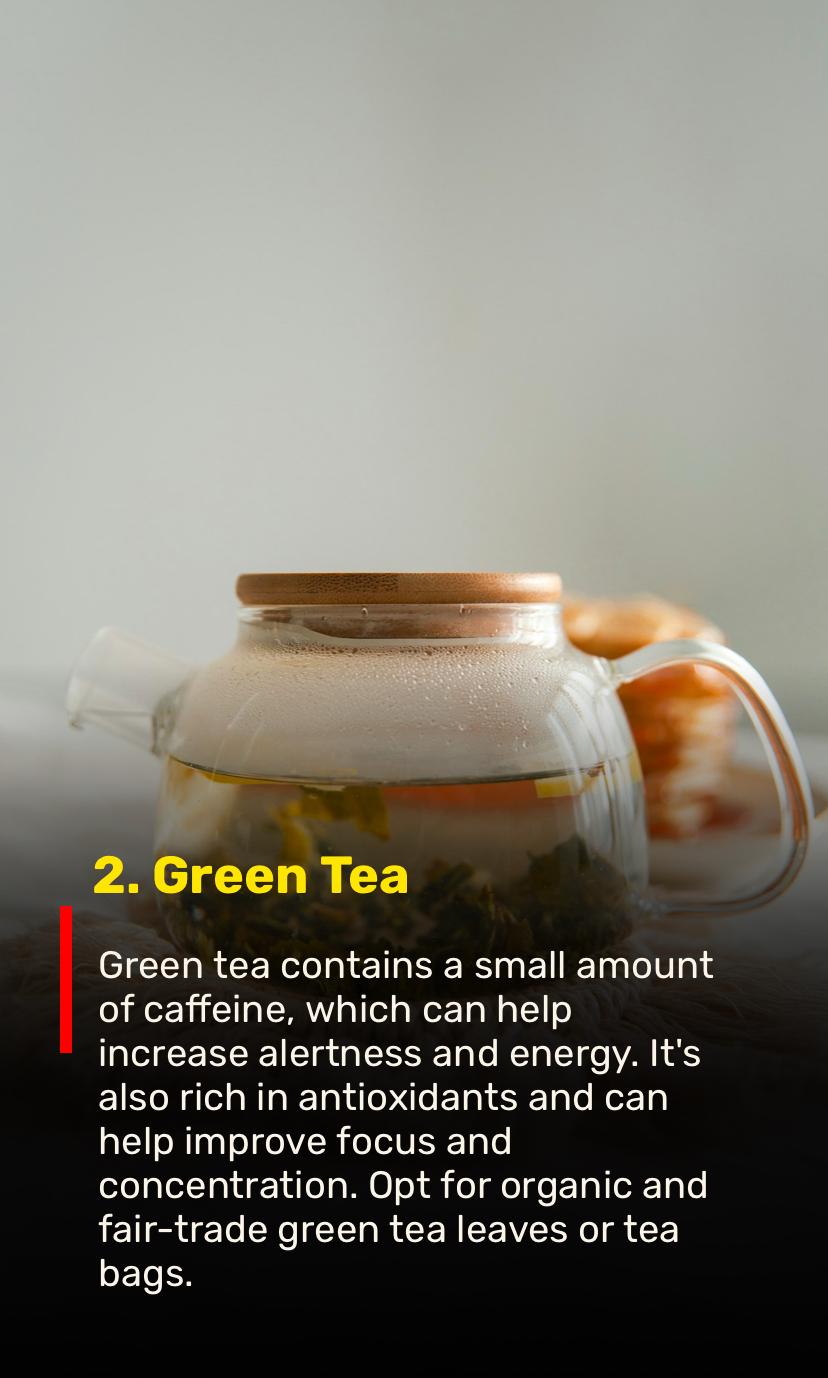 2. Green Tea
Green tea contains a small amount
of caffeine, which can help
increase alertness and energy. It's
also rich in antioxidants and can
help improve focus and
concentration. Opt for organic and
fair-trade green tea leaves or tea
bags.